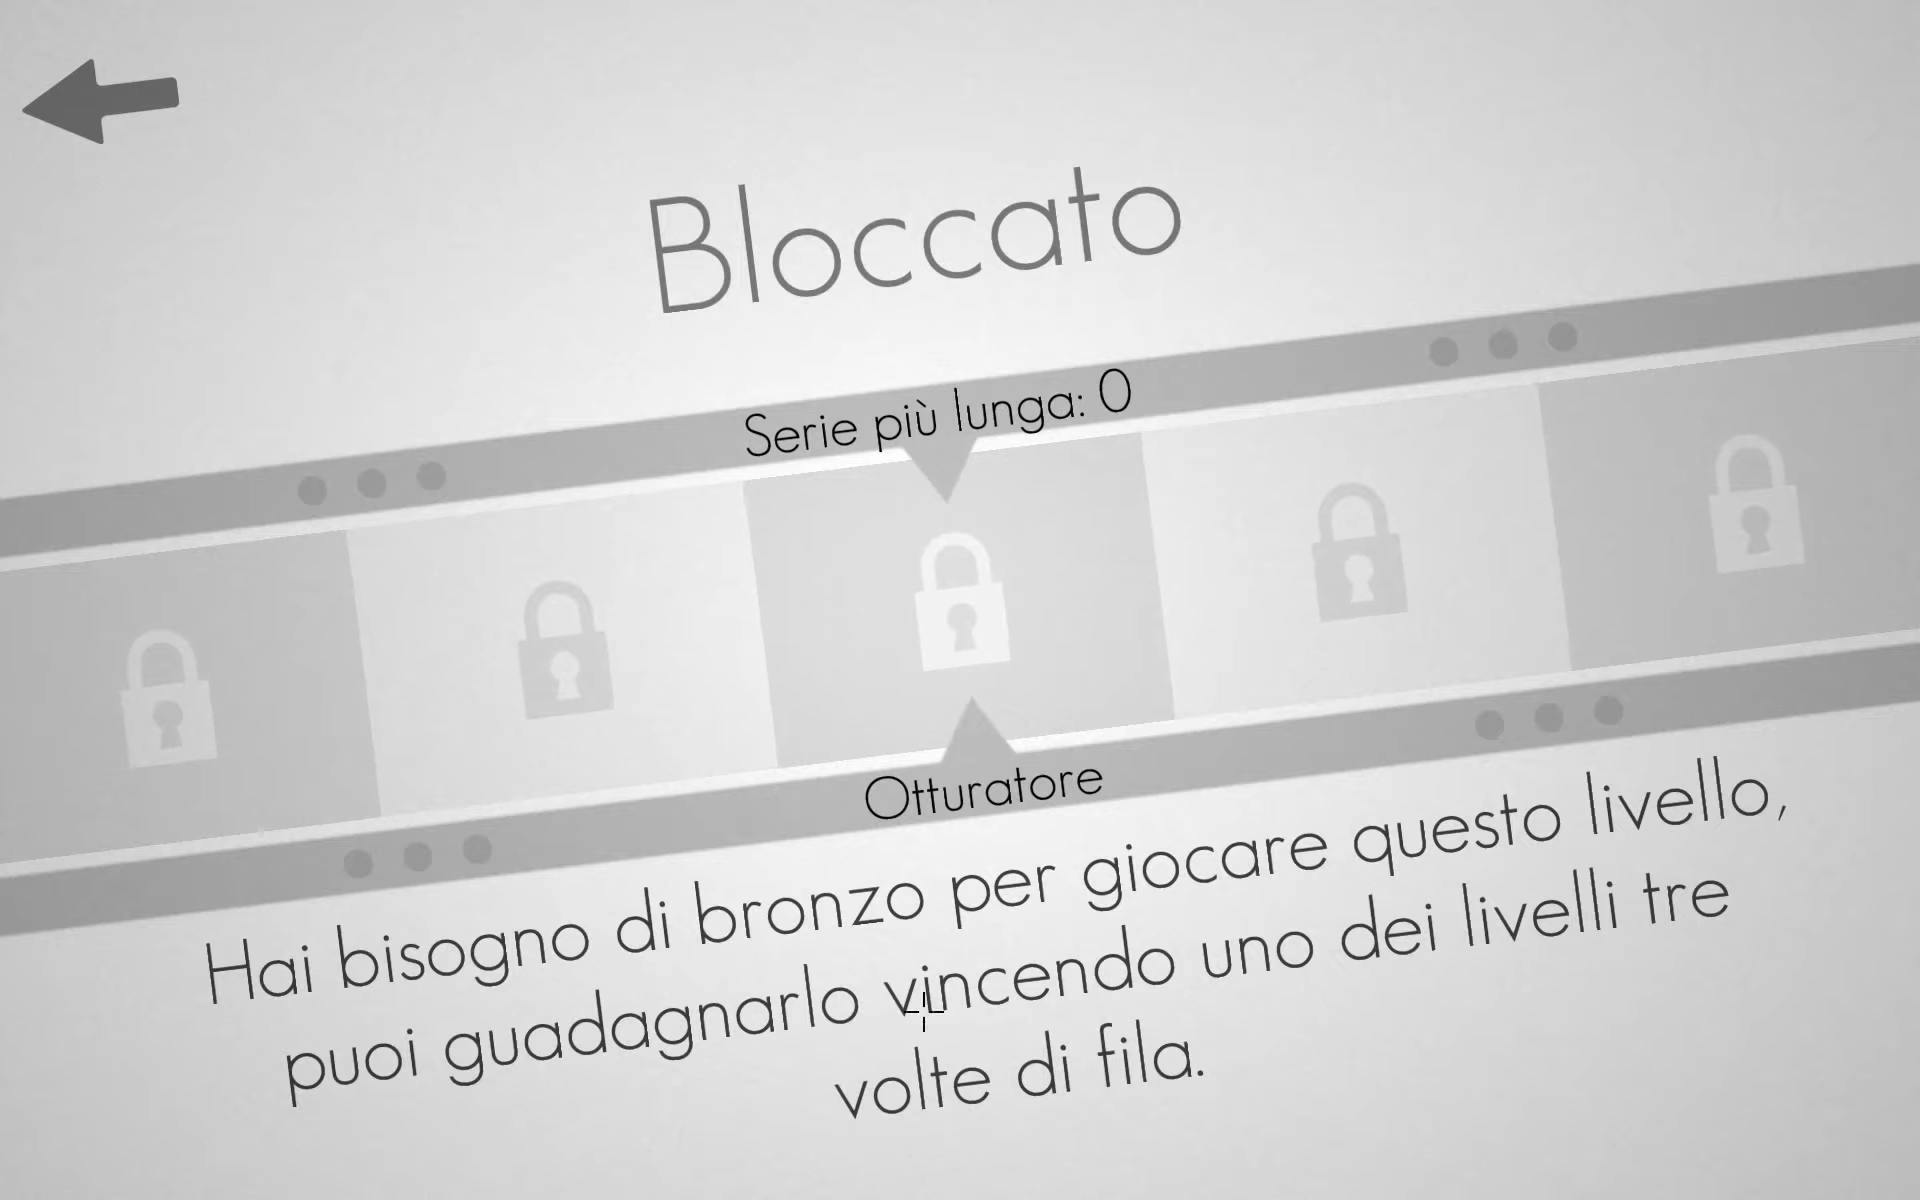 Bloccato
Serie più lunga: 0
Otturatore
Hai bisogno di bronzo per giocare questo livello,
puoi guadagnarlo vincendo uno dei livelli tre
volte di fila.